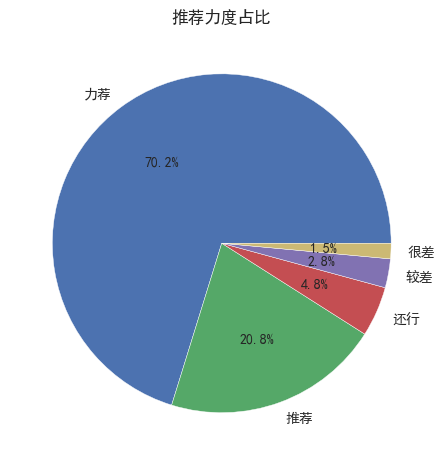 推荐力度占比
力荐
70.2%
1.5%
很差
2.8%
较差
4.8%
还行
20.8%
推荐